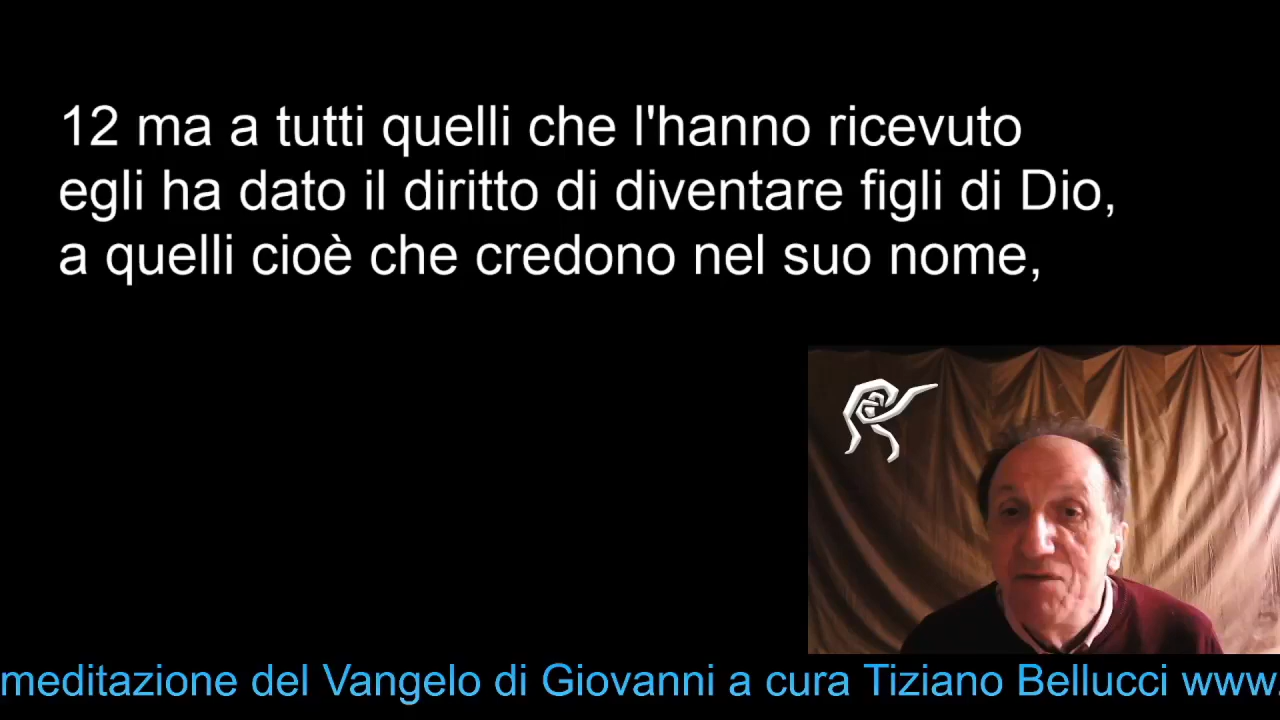 12 ma a tutti quelli che l'hanno ricevuto
egli ha dato il diritto di diventare figli di Dio,
a quelli cioè che credono nel suo nome,
meditazione del Vangelo di Giovanni a cura Tiziano Bellucci www.